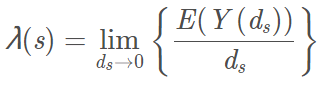 λ(s) = lim_{d_s→0} { E(Y(d_s)) / d_s }